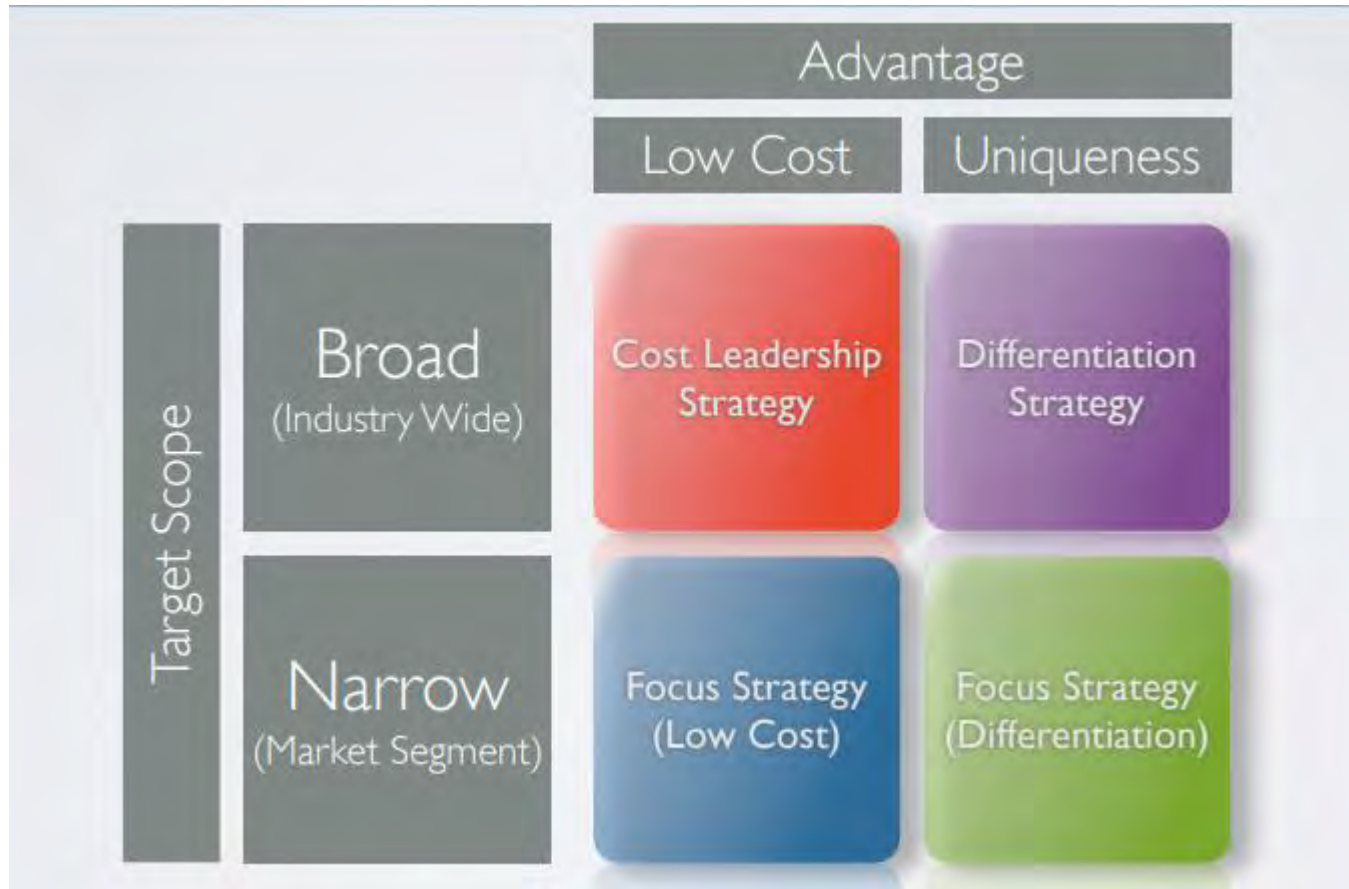 Advantage
Low Cost
Uniqueness
Target Scope
Broad
(Industry Wide)
Cost Leadership
Strategy
Differentiation
Strategy
Narrow
(Market Segment)
Focus Strategy
(Low Cost)
Focus Strategy
(Differentiation)